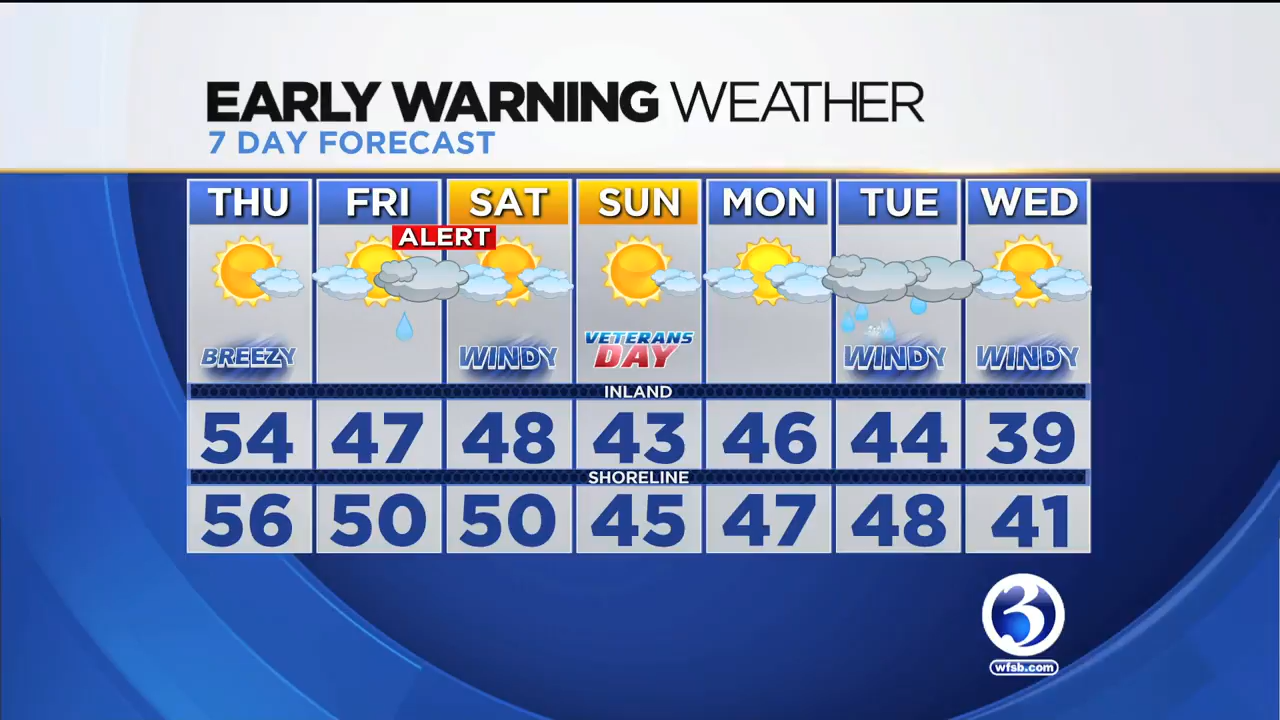 EARLY WARNING WEATHER
7 DAY FORECAST
THU FRI SAT SUN MON TUE WED
ALERT
BREEZY WINDY VETERANS DAY WINDY WINDY
INLAND
54 47 48 43 46 44 39
SHORELINE
56 50 50 45 47 48 41
3
wfsb.com